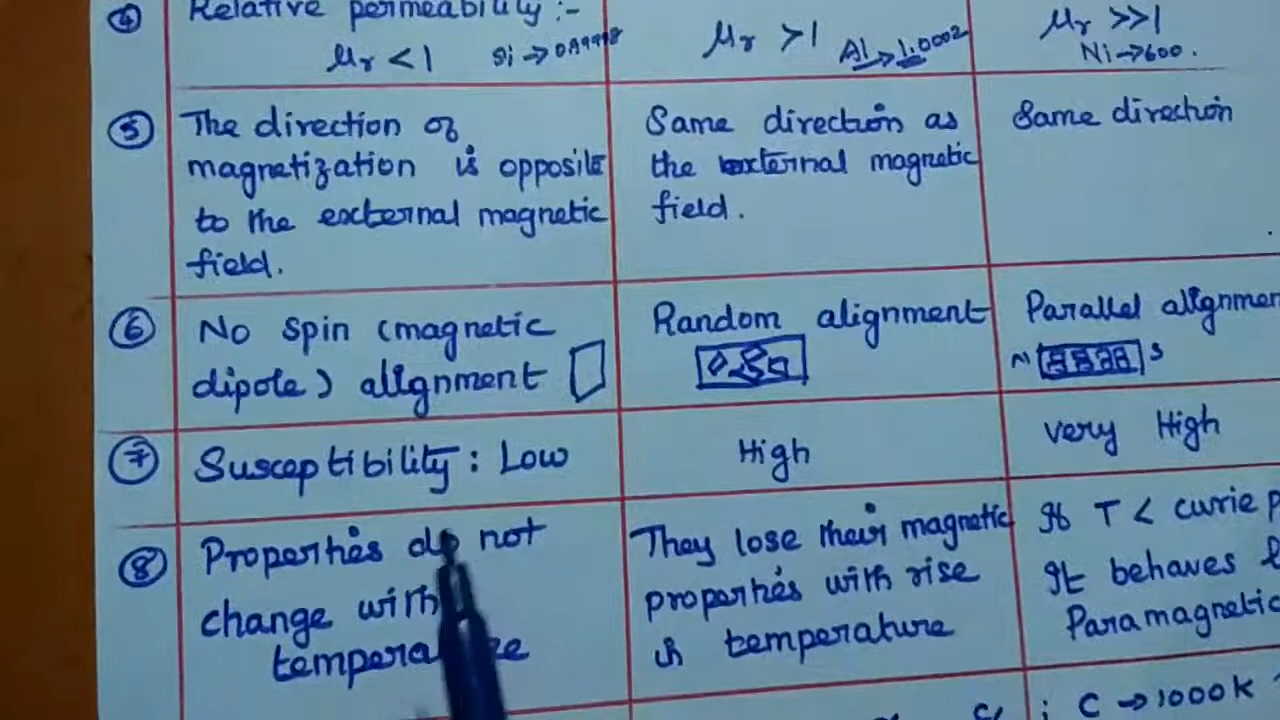 ④ Relative permeability :-
μr < 1 Si → 0.99998
μr > 1 Al → 1.0002
μr >> 1
Ni → 600.
⑤ The direction of
magnetization is opposite
to the external magnetic
field.
Same direction as
the external magnetic
field.
Same direction
⑥ No spin (magnetic
dipole) alignment
Random alignment
Parallel alignmen
N S
⑦ Susceptibility : Low
High
very High
⑧ Properties do not
change with
temperature
They lose their magnetic
properties with rise
in temperature
If T < currie p
It behaves
Paramagnetic
; C → 1000K